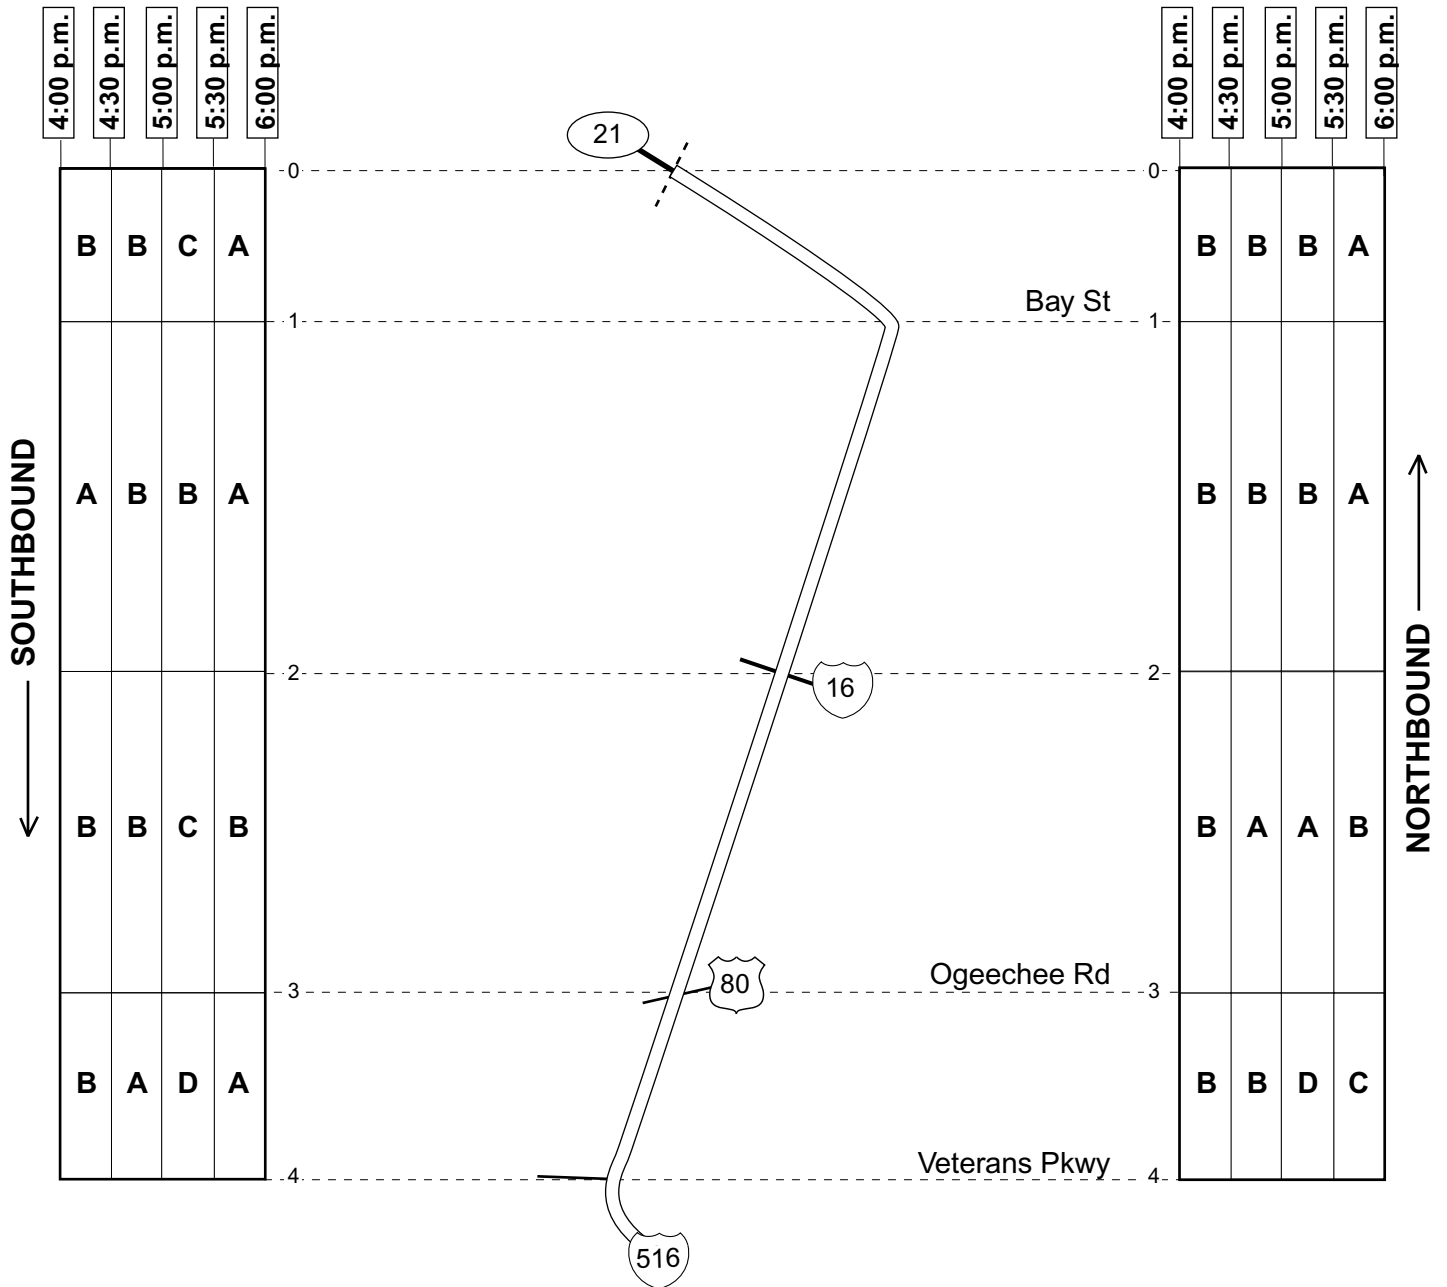 4:00 p.m. 4:30 p.m. 5:00 p.m. 5:30 p.m. 6:00 p.m.
4:00 p.m. 4:30 p.m. 5:00 p.m. 5:30 p.m. 6:00 p.m.
21
0 0
B B C A
B B B A
Bay St
1 1
SOUTHBOUND
NORTHBOUND
A B B A
B B B A
2 2
16
B B C B
B A A B
Ogeechee Rd
80
3 3
B A D A
B B D C
Veterans Pkwy
4 4
516